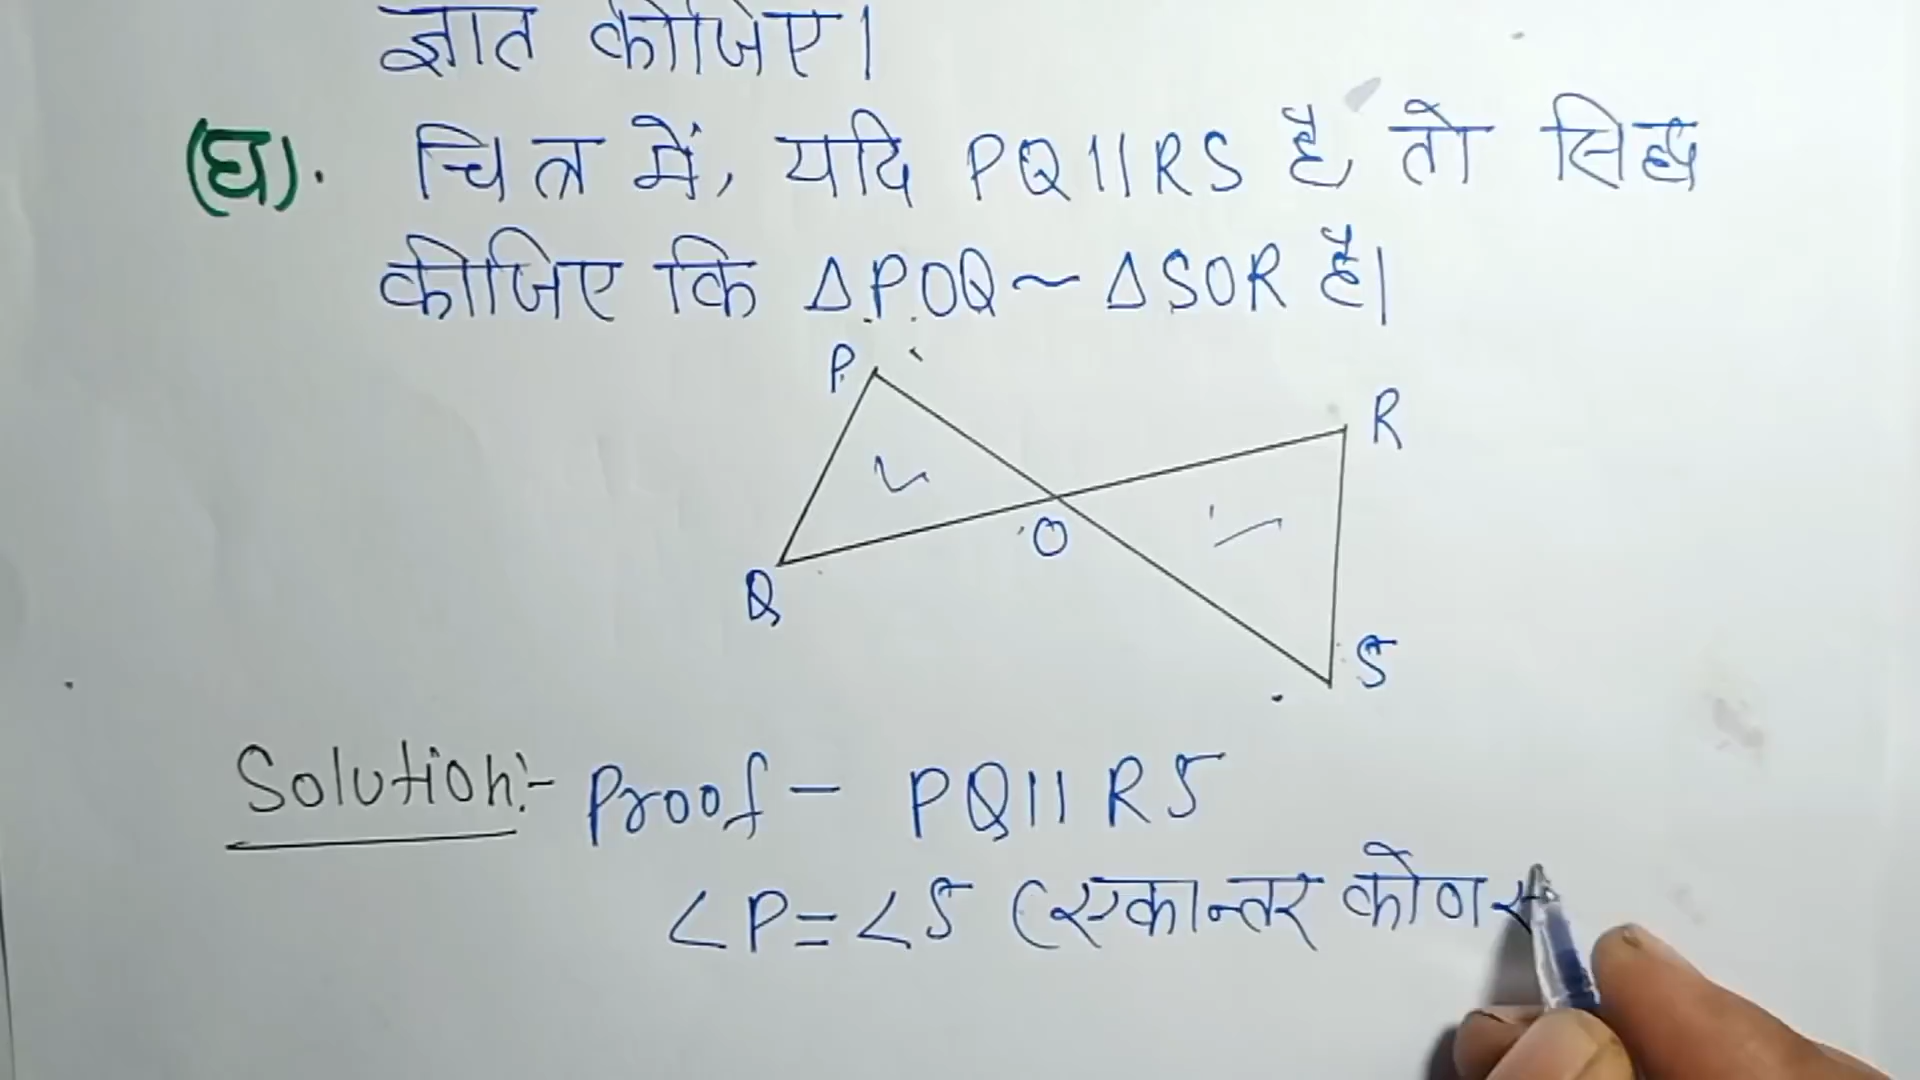 ज्ञात कीजिए।
(घ). चित्र में, यदि PQ||RS है, तो सिद्ध
कीजिए कि ΔPOQ ~ ΔSOR है।
P
R
O
Q
S
Solution:- Proof - PQ || RS
∠P = ∠S (एकान्तर कोण